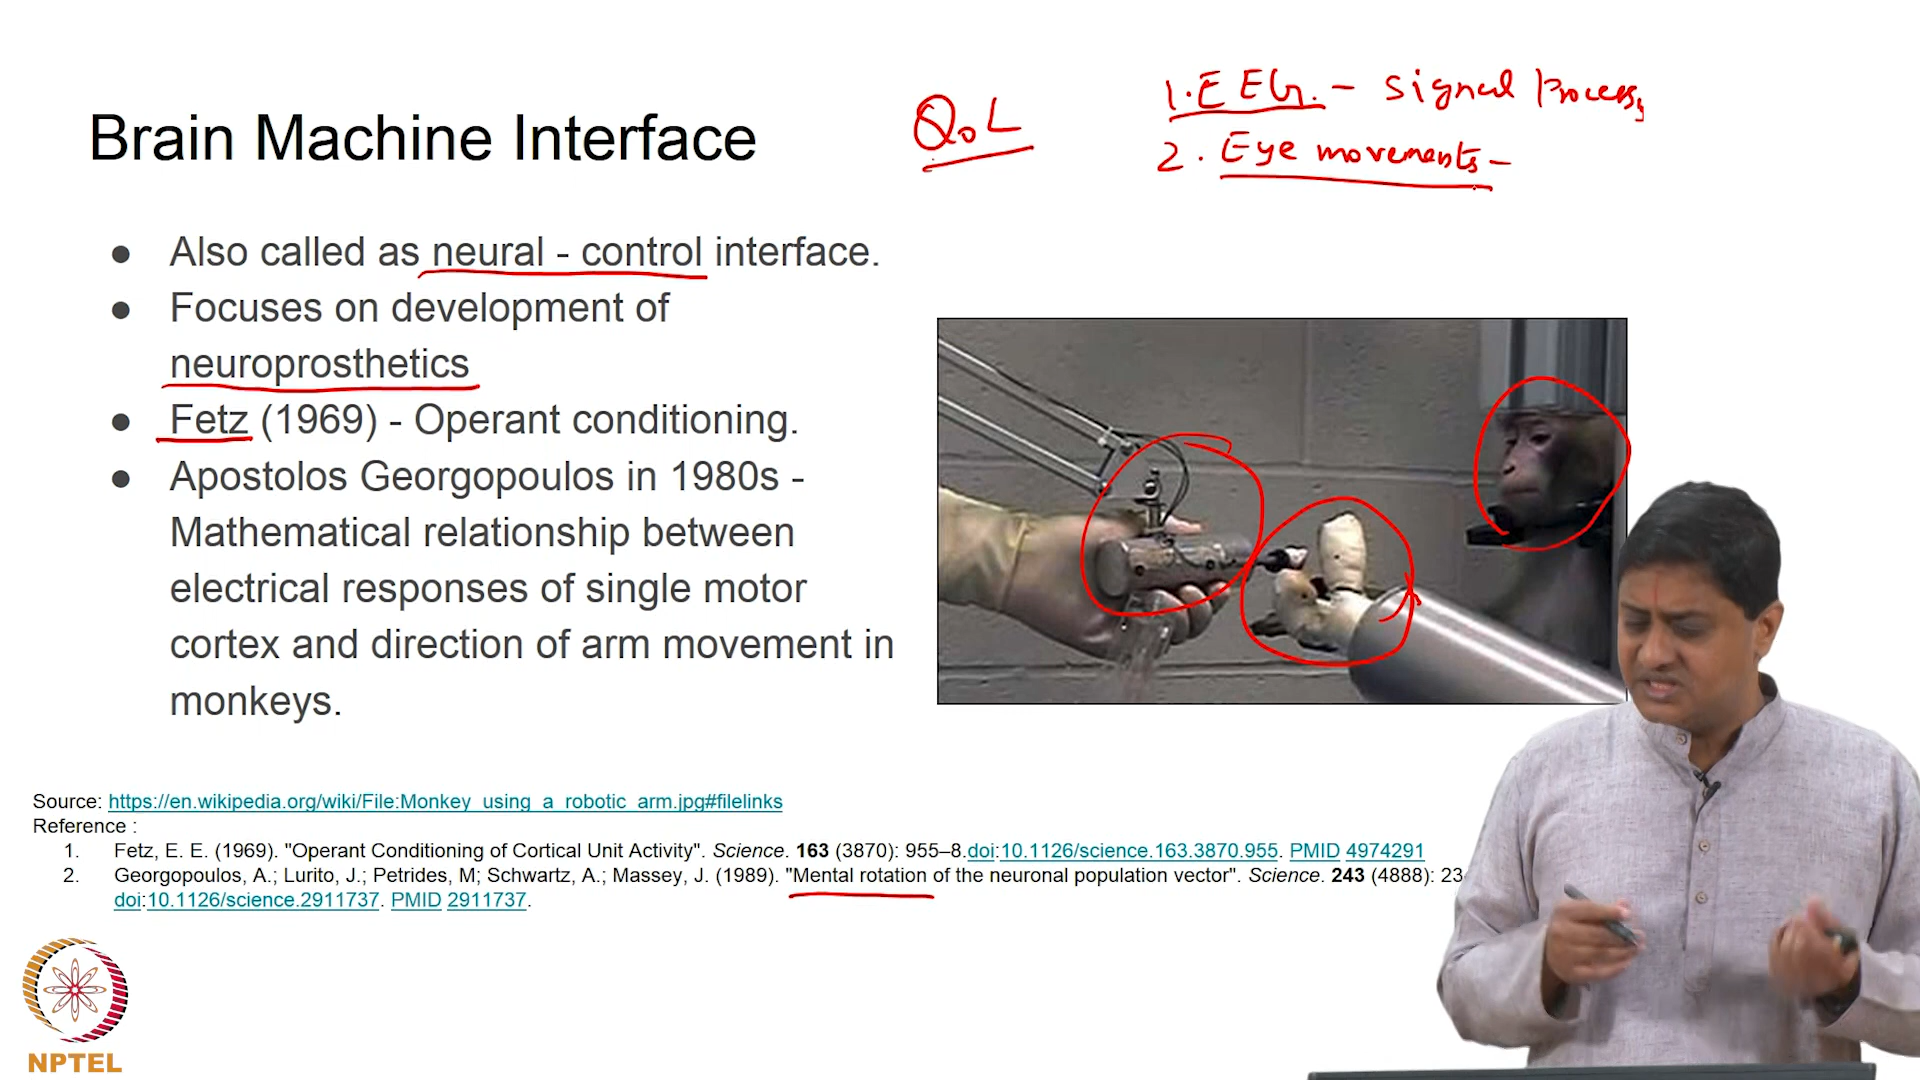 Brain Machine Interface
QoL
1. EEG. - Signal Process,
2. Eye movements -
● Also called as neural - control interface.
● Focuses on development of
neuroprosthetics
● Fetz (1969) - Operant conditioning.
● Apostolos Georgopoulos in 1980s -
Mathematical relationship between
electrical responses of single motor
cortex and direction of arm movement in
monkeys.
Source: https://en.wikipedia.org/wiki/File:Monkey_using_a_robotic_arm.jpg#filelinks
Reference :
1. Fetz, E. E. (1969). "Operant Conditioning of Cortical Unit Activity". Science. 163 (3870): 955–8.doi:10.1126/science.163.3870.955. PMID 4974291
2. Georgopoulos, A.; Lurito, J.; Petrides, M; Schwartz, A.; Massey, J. (1989). "Mental rotation of the neuronal population vector". Science. 243 (4888): 23
doi:10.1126/science.2911737. PMID 2911737.
NPTEL